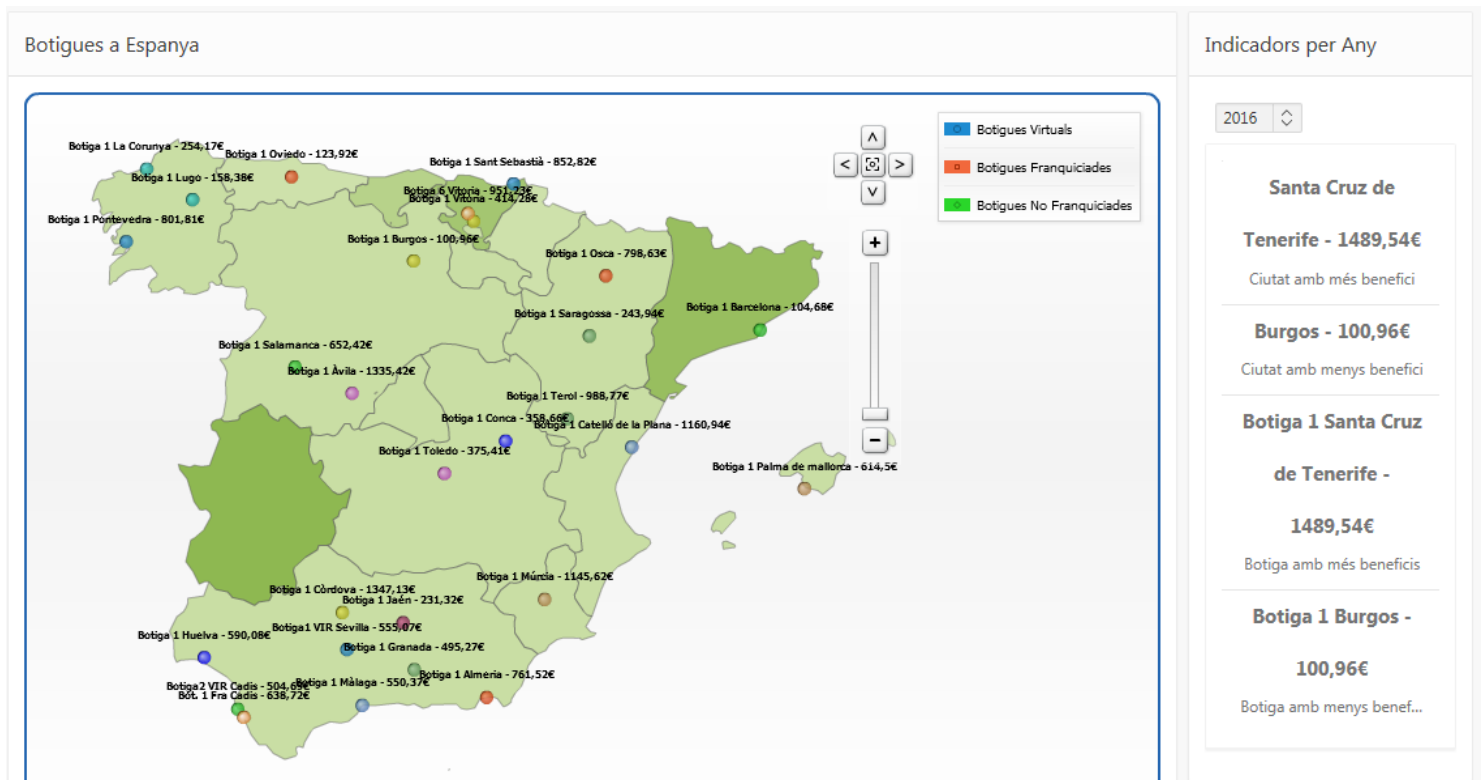 Botigues a Espanya
Botiga 1 La Corunya - 254,17€
Botiga 1 Oviedo - 123,92€
Botiga 1 Sant Sebastià - 852,82€
Botiga 1 Lugo - 158,38€
Botiga 6 Vitoria - 951,23€
Botiga 1 Vitoria - 414,28€
Botiga 1 Pontevedra - 801,81€
Botiga 1 Burgos - 100,96€
Botiga 1 Osca - 798,63€
Botiga 1 Barcelona - 104,68€
Botiga 1 Saragossa - 243,94€
Botiga 1 Salamanca - 652,42€
Botiga 1 Àvila - 1335,42€
Botiga 1 Terol - 988,77€
Botiga 1 Conca - 358,66€
Botiga 1 Catelló de la Plana - 1160,94€
Botiga 1 Toledo - 375,41€
Botiga 1 Palma de mallorca - 614,5€
Botiga 1 Múrcia - 1145,62€
Botiga 1 Còrdova - 1347,13€
Botiga 1 Jaén - 231,32€
Botiga1 VIR Sevilla - 555,07€
Botiga 1 Huelva - 590,08€
Botiga 1 Granada - 495,27€
Botiga 1 Almeria - 761,52€
Botiga 1 Màlaga - 550,37€
Botiga2 VIR Cadis - 504,69€
Bot. 1 Fra Cadis - 638,72€
Botigues Virtuals
Botigues Franquiciades
Botigues No Franquiciades
Indicadors per Any
2016
Santa Cruz de
Tenerife - 1489,54€
Ciutat amb més benefici
Burgos - 100,96€
Ciutat amb menys benefici
Botiga 1 Santa Cruz
de Tenerife -
1489,54€
Botiga amb més beneficis
Botiga 1 Burgos -
100,96€
Botiga amb menys benef...